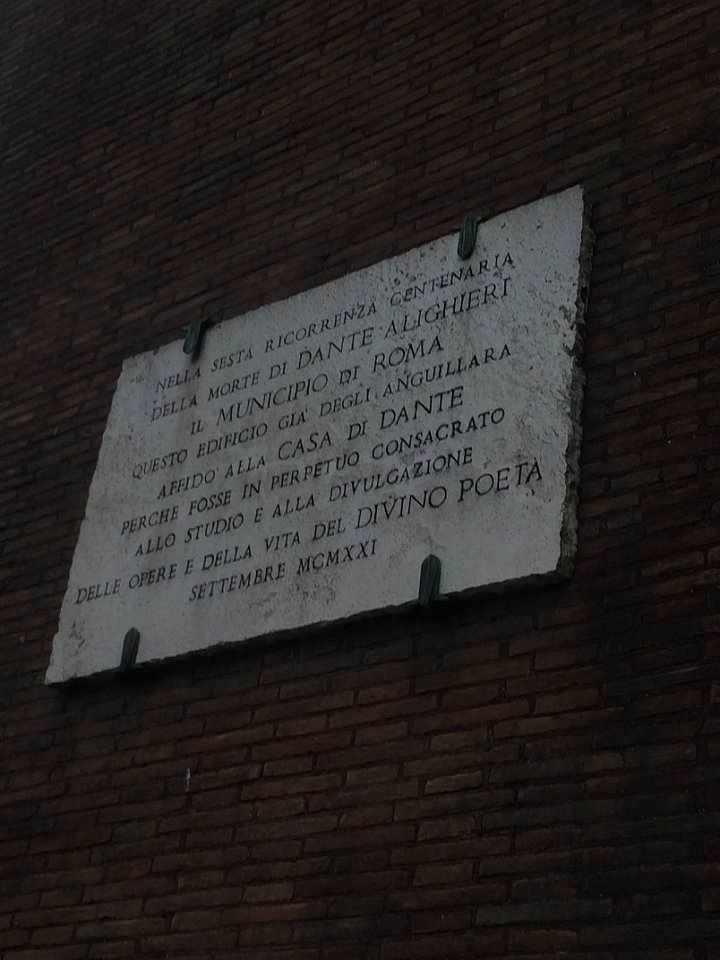 NELLA SESTA RICORRENZA CENTENARIA
DELLA MORTE DI DANTE ALIGHIERI
IL MUNICIPIO DI ROMA
QUESTO EDIFICIO GIA' DEGLI ANGUILLARA
AFFIDO' ALLA CASA DI DANTE
PERCHE FOSSE IN PERPETUO CONSACRATO
ALLO STUDIO E ALLA DIVULGAZIONE
DELLE OPERE E DELLA VITA DEL DIVINO POETA
SETTEMBRE MCMXXI